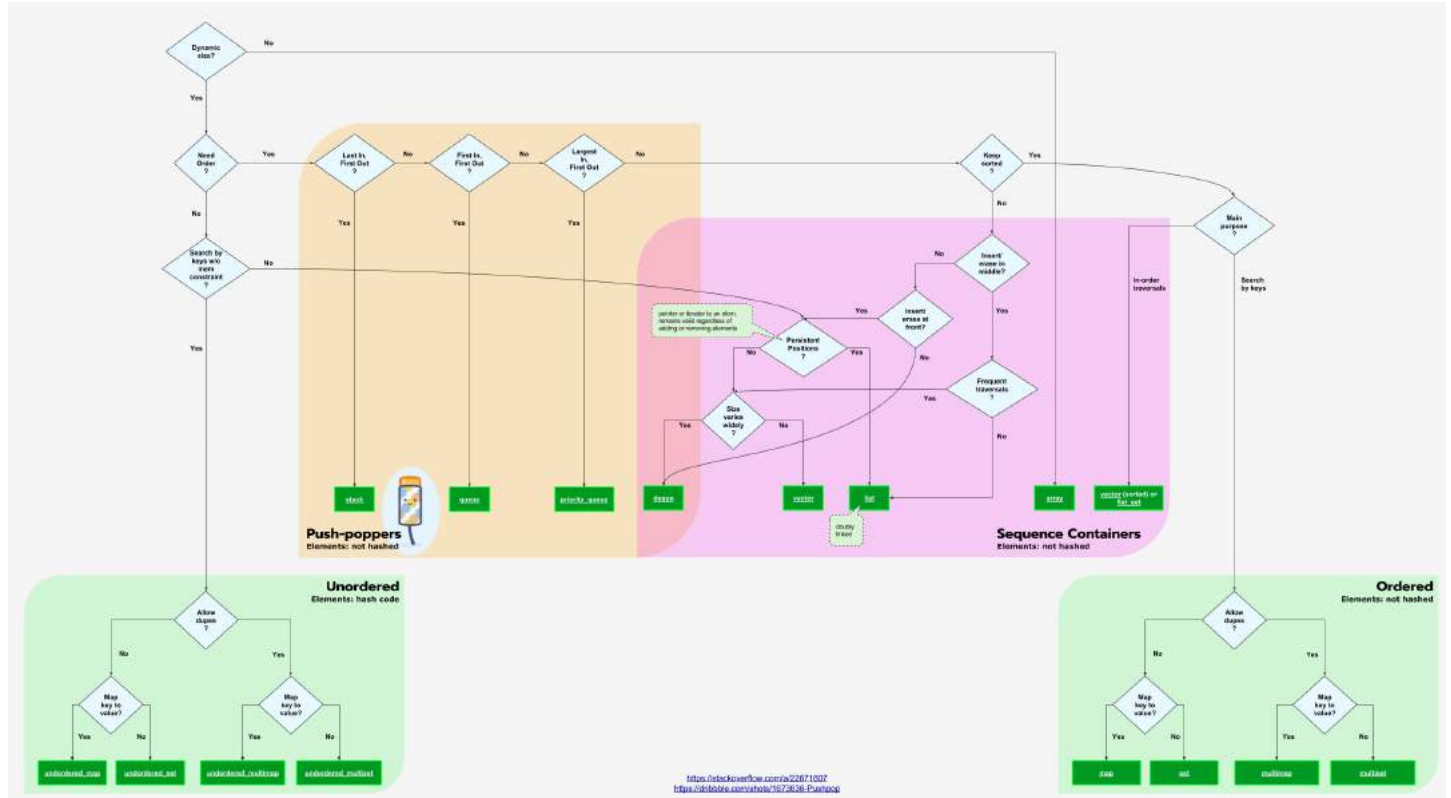 Dynamic
size?
No
Yes
Need
Order
?
Yes
Last In,
First Out
?
No
First In,
First Out
?
No
Largest
In,
First Out
?
No
Keep
sorted
?
Yes
No
Yes
Yes
Yes
No
Main
purpose
?
Search by
keys w/o
mem
constraint
?
No
Insert/
erase in
middle?
No
In-order
traversals
Search
by keys
pointer or iterator to an elem
remains valid regardless of
adding or removing elements
Yes
Insert/
erase at
front?
Yes
Yes
Persistent
Positions
?
No
Yes
No
Frequent
traversals
?
Yes
Size
varies
widely
?
Yes
No
No
stack
queue
priority_queue
deque
vector
list
array
vector (sorted) or
flat_set
doubly
linked
Push-poppers
Elements: not hashed
Sequence Containers
Elements: not hashed
Unordered
Elements: hash code
Ordered
Elements: not hashed
Allow
dupes
?
No
Yes
Map
key to
value?
Map
key to
value?
Yes
No
Yes
No
undordered_map
undordered_set
undordered_multimap
undordered_multiset
Allow
dupes
?
No
Yes
Map
key to
value?
Map
key to
value?
Yes
No
Yes
No
map
set
multimap
multiset
https://stackoverflow.com/a/22671607
https://dribbble.com/shots/1673636-Pushpop